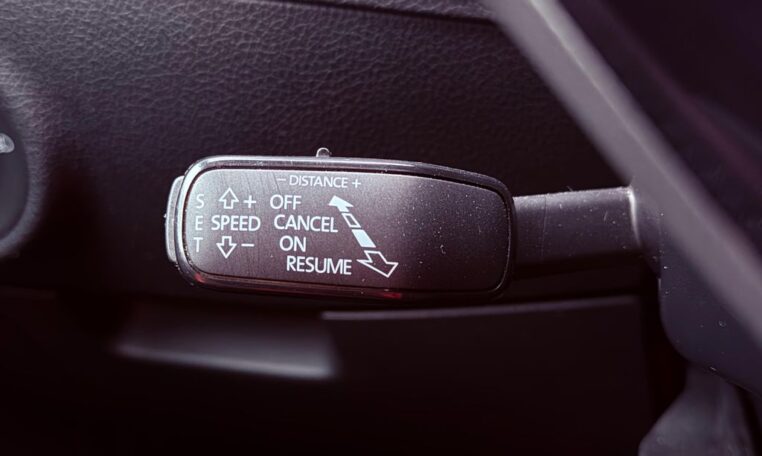 − DISTANCE +
S + OFF
E SPEED CANCEL
T − ON
RESUME